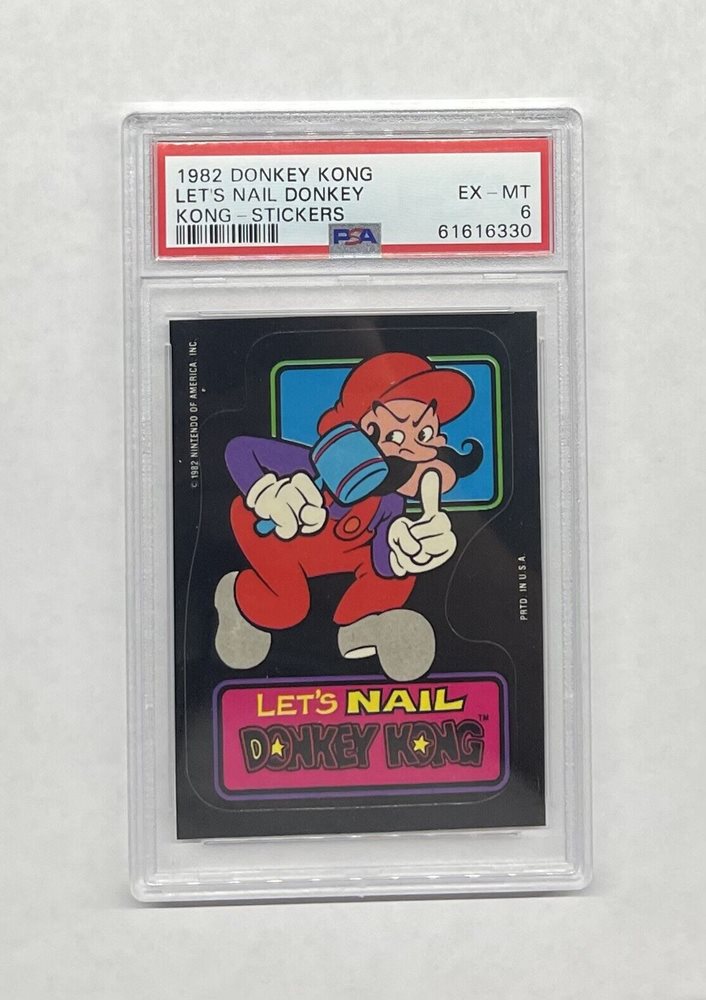 1982 DONKEY KONG
LET'S NAIL DONKEY
KONG-STICKERS
EX-MT
6
61616330
PSA
© 1982 NINTENDO OF AMERICA, INC.
PRTD. IN U.S.A.
LET'S NAIL
DONKEY KONG™